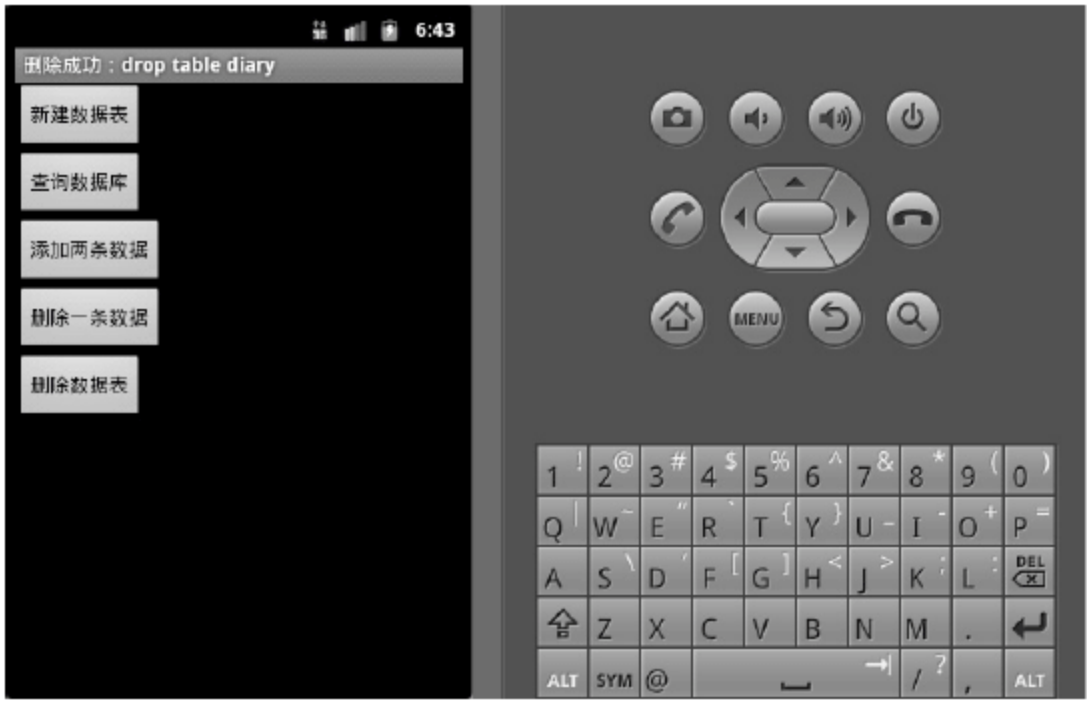 6:43
删除成功：drop table diary
新建数据表
查询数据库
添加两条数据
删除一条数据
删除数据表
MENU
1 ! 2 @ 3 # 4 $ 5 % 6 ^ 7 & 8 * 9 ( 0 )
Q | W ~ E " R ` T { Y } U _ I - O + P =
A S \ D ' F [ G ] H < J > K ; L : DEL
Z X C V B N M .
ALT SYM @ / ? , ALT